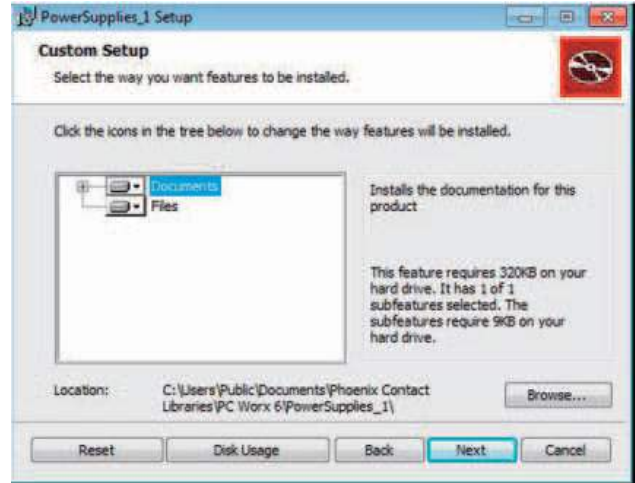 PowerSupplies_1 Setup
Custom Setup
Select the way you want features to be installed.
Click the icons in the tree below to change the way features will be installed.
Documents
Files
Installs the documentation for this
product
This feature requires 320KB on your
hard drive. It has 1 of 1
subfeatures selected. The
subfeatures require 9KB on your
hard drive.
Location:
C:\Users\Public\Documents\Phoenix Contact
Libraries\PC Worx 6\PowerSupplies_1\
Browse...
Reset
Disk Usage
Back
Next
Cancel